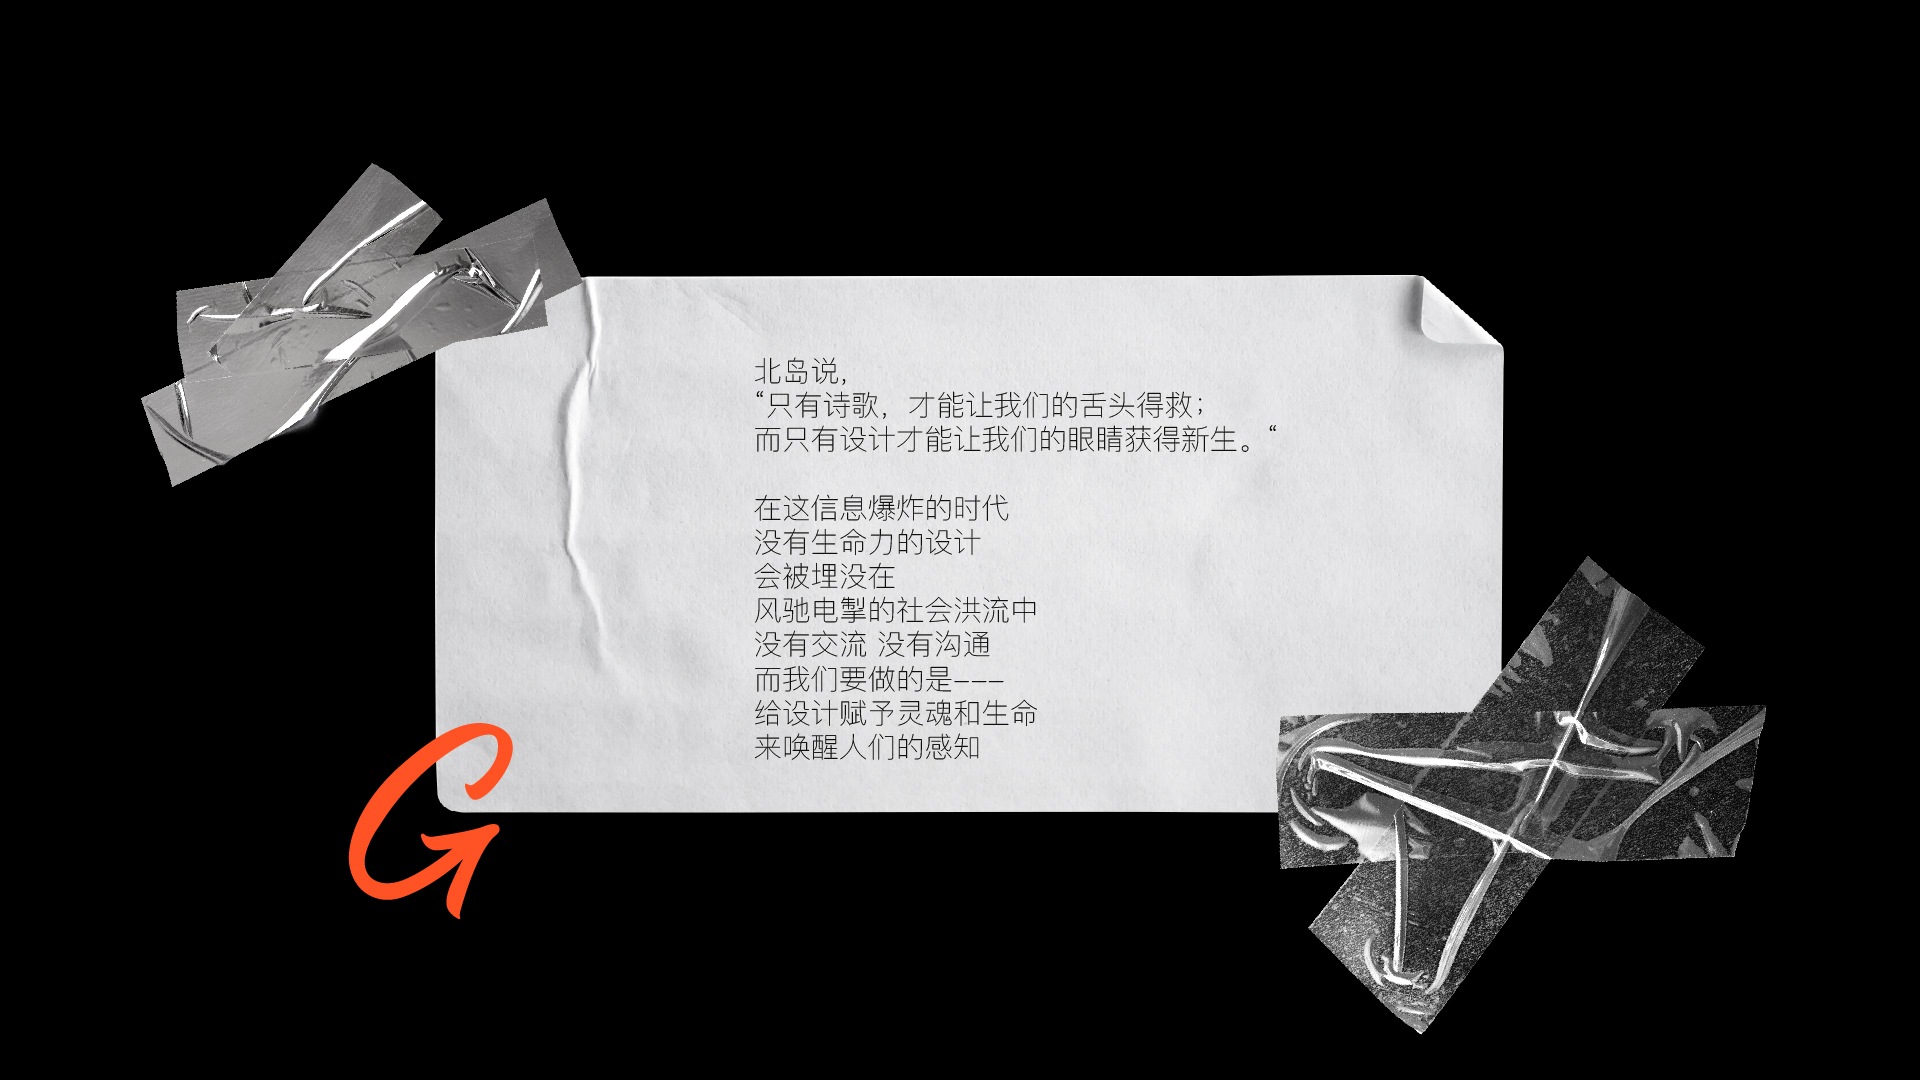 北岛说，
“只有诗歌，才能让我们的舌头得救；
而只有设计才能让我们的眼睛获得新生。“
在这信息爆炸的时代
没有生命力的设计
会被埋没在
风驰电掣的社会洪流中
没有交流 没有沟通
而我们要做的是---
给设计赋予灵魂和生命
来唤醒人们的感知
G